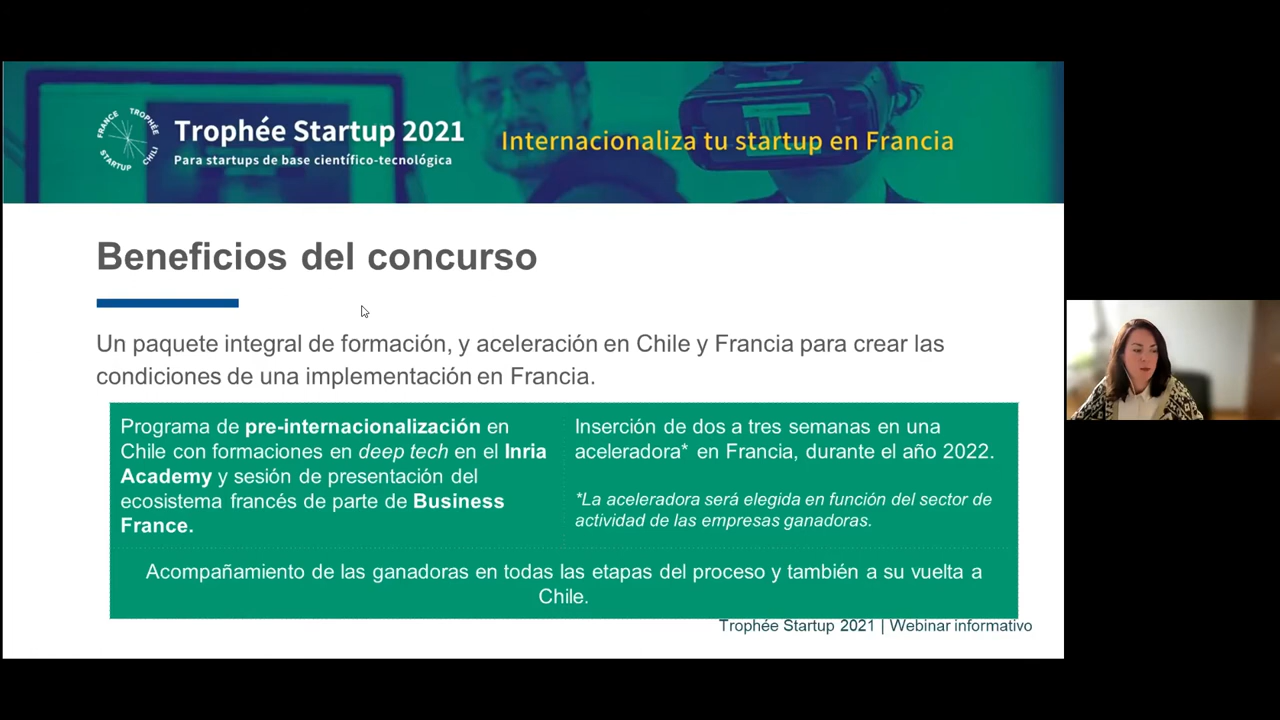 FRANCE TROPHÉE STARTUP CHILI
Trophée Startup 2021
Para startups de base científico-tecnológica
Internacionaliza tu startup en Francia
Beneficios del concurso
Un paquete integral de formación, y aceleración en Chile y Francia para crear las
condiciones de una implementación en Francia.
Programa de pre-internacionalización en
Chile con formaciones en deep tech en el Inria
Academy y sesión de presentación del
ecosistema francés de parte de Business
France.
Inserción de dos a tres semanas en una
aceleradora* en Francia, durante el año 2022.
*La aceleradora será elegida en función del sector de
actividad de las empresas ganadoras.
Acompañamiento de las ganadoras en todas las etapas del proceso y también a su vuelta a
Chile.
Trophée Startup 2021 | Webinar informativo